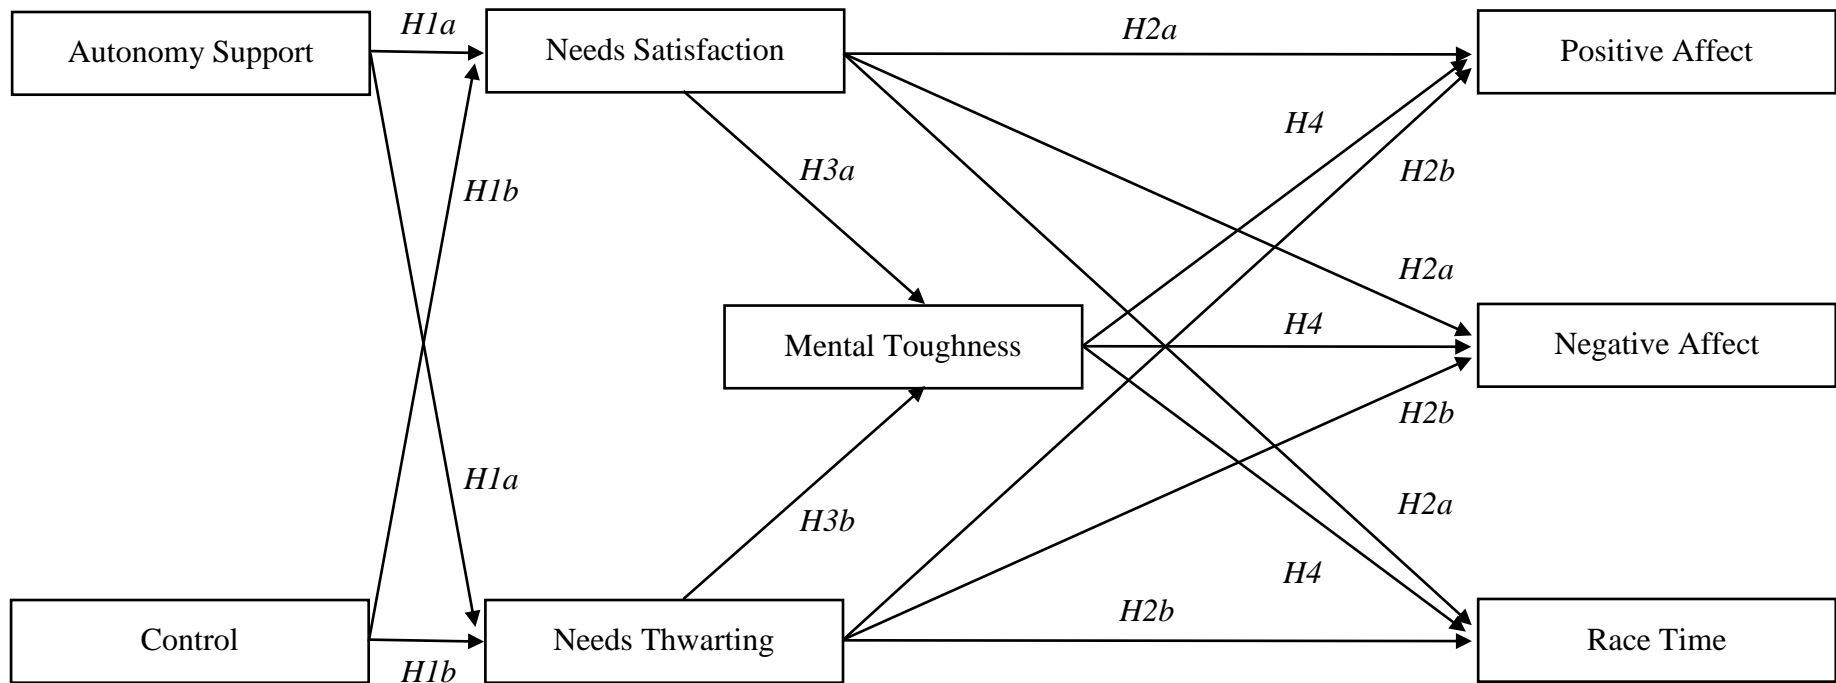 H1a
H2a
Autonomy Support
Needs Satisfaction
Positive Affect
H4
H3a
H2b
H1b
H2a
H4
Mental Toughness
Negative Affect
H2b
H1a
H2a
H3b
H4
H2b
Control
Needs Thwarting
Race Time
H1b